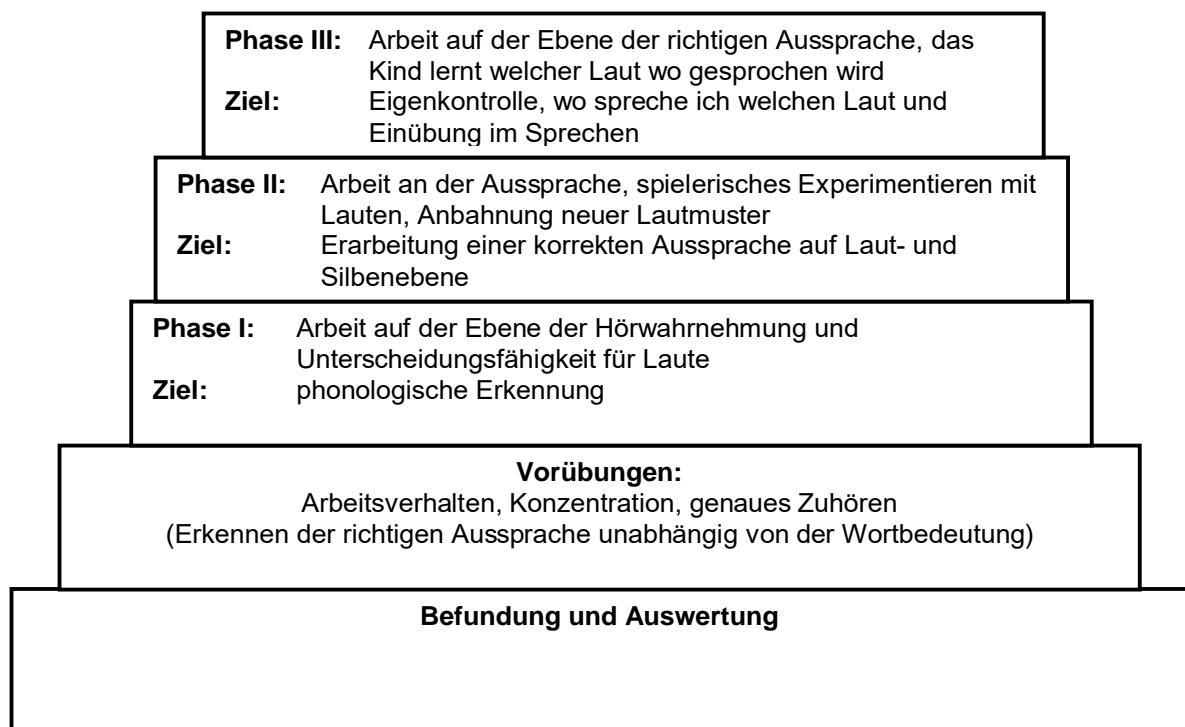 Phase III: Arbeit auf der Ebene der richtigen Aussprache, das
Kind lernt welcher Laut wo gesprochen wird
Ziel: Eigenkontrolle, wo spreche ich welchen Laut und
Einübung im Sprechen
Phase II: Arbeit an der Aussprache, spielerisches Experimentieren mit
Lauten, Anbahnung neuer Lautmuster
Ziel: Erarbeitung einer korrekten Aussprache auf Laut- und
Silbenebene
Phase I: Arbeit auf der Ebene der Hörwahrnehmung und
Unterscheidungsfähigkeit für Laute
Ziel: phonologische Erkennung
Vorübungen:
Arbeitsverhalten, Konzentration, genaues Zuhören
(Erkennen der richtigen Aussprache unabhängig von der Wortbedeutung)
Befundung und Auswertung